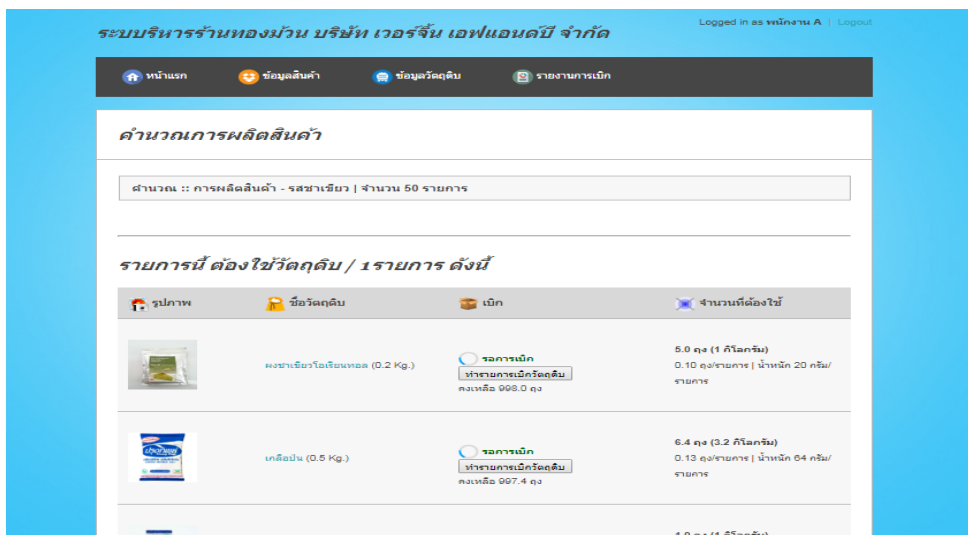 Logged in as พนักงาน A | Logout
ระบบริหารร้านทองม้วน บริษัท เวอร์จิ้น เอฟแอนด์บี จำกัด
หน้าแรก ข้อมูลสินค้า ข้อมูลวัตถุดิบ รายงานการเบิก
คำนวณการผลิตสินค้า
คำนวณ :: การผลิตสินค้า - รสชาเขียว | จำนวน 50 รายการ
รายการนี้ ต้องใช้วัตถุดิบ / 1รายการ ดังนี้
รูปภาพ ชื่อวัตถุดิบ เบิก จำนวนที่ต้องใช้
ผงชาเขียวโอเรียนทอล (0.2 Kg.)
รอการเบิก
ทำรายการเบิกวัตถุดิบ
คงเหลือ 998.0 ถุง
5.0 ถุง (1 กิโลกรัม)
0.10 ถุง/รายการ | น้ำหนัก 20 กรัม/
รายการ
ปรุงทิพย์
เกลือป่น (0.5 Kg.)
รอการเบิก
ทำรายการเบิกวัตถุดิบ
คงเหลือ 997.4 ถุง
6.4 ถุง (3.2 กิโลกรัม)
0.13 ถุง/รายการ | น้ำหนัก 64 กรัม/
รายการ